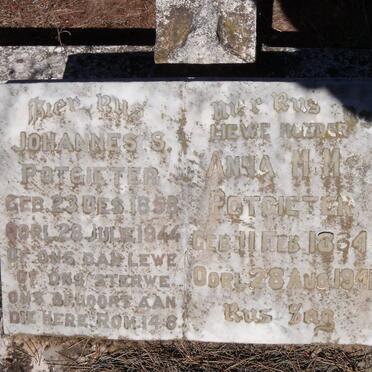 Hier Rus
JOHANNES S.
POTGIETER
GEB. 23 DES. 1858
OORL. 28 JULIE 1944
OF ONS DAN LEWE
OF ONS STERWE
ONS BEHOORT AAN
DIE HERE ROM. 14:8
Hier Rus
LIEWE MOEDER
ANNA M. M.
POTGIETER
GEB. 11 FEB. 1864
OORL. 28 AUG. 194
Rus Sag